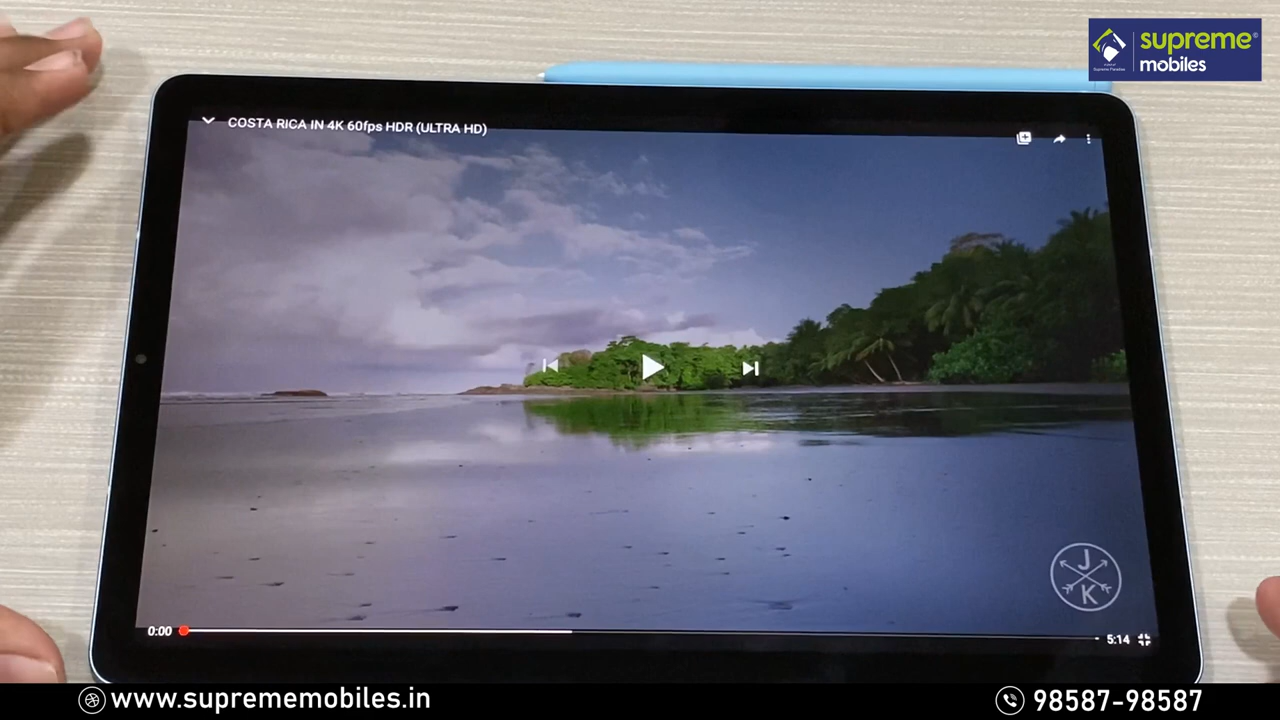 supreme
mobiles
COSTA RICA IN 4K 60fps HDR (ULTRA HD)
J
K
0:00
5:14
www.suprememobiles.in
98587-98587